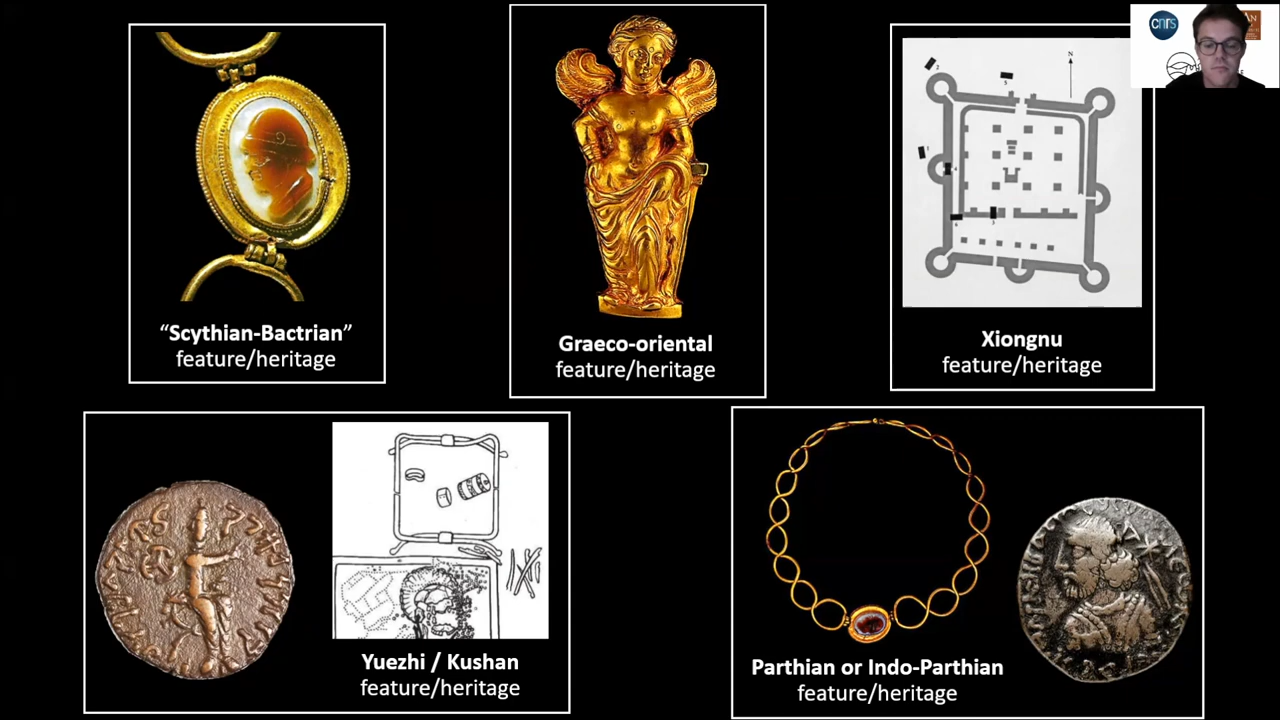 “Scythian-Bactrian”
feature/heritage
Graeco-oriental
feature/heritage
N
Xiongnu
feature/heritage
cnrs
Yuezhi / Kushan
feature/heritage
Parthian or Indo-Parthian
feature/heritage